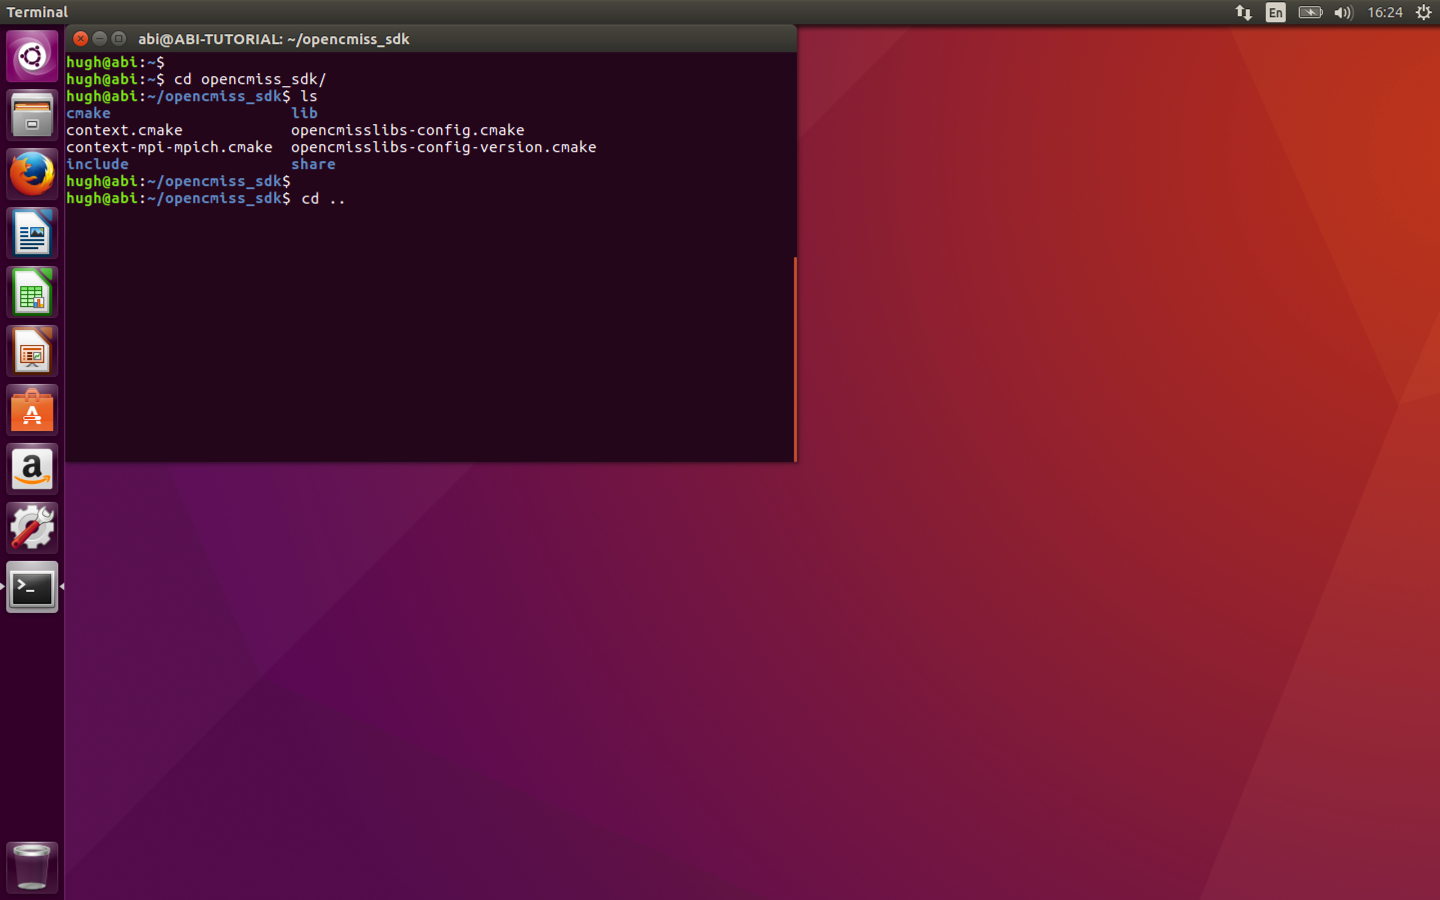 Terminal
En
16:24
abi@ABI-TUTORIAL: ~/opencmiss_sdk
hugh@abi:~$
hugh@abi:~$ cd opencmiss_sdk/
hugh@abi:~/opencmiss_sdk$ ls
cmake lib
context.cmake opencmisslibs-config.cmake
context-mpi-mpich.cmake opencmisslibs-config-version.cmake
include share
hugh@abi:~/opencmiss_sdk$
hugh@abi:~/opencmiss_sdk$ cd ..